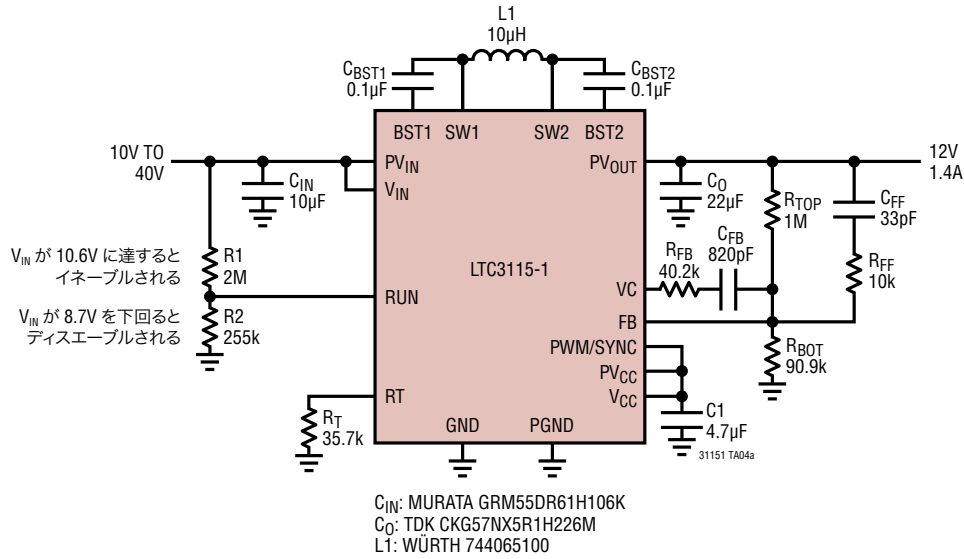 L1
10µH
CBST1
0.1µF
CBST2
0.1µF
BST1 SW1 SW2 BST2
10V TO
40V
PVIN
VIN
CIN
10µF
PVOUT
12V
1.4A
CO
22µF
RTOP
1M
CFF
33pF
VIN が 10.6V に達すると
イネーブルされる
R1
2M
LTC3115-1
RFB
40.2k
CFB
820pF
RFF
10k
VC
RUN
FB
VIN が 8.7V を下回ると
ディスエーブルされる
R2
255k
PWM/SYNC
RBOT
90.9k
PVCC
VCC
RT
RT
35.7k
GND PGND
C1
4.7µF
31151 TA04a
CIN: MURATA GRM55DR61H106K
CO: TDK CKG57NX5R1H226M
L1: WÜRTH 744065100